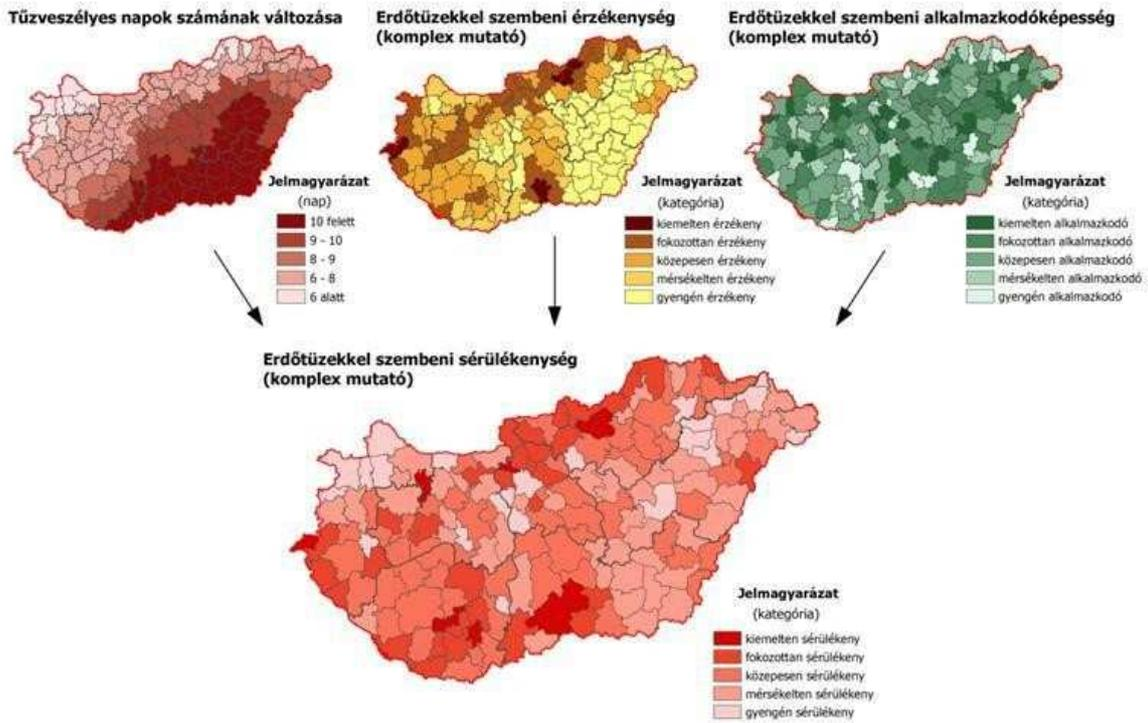 Tűzveszélyes napok számának változása
Jelmagyarázat
(nap)
10 felett
9 - 10
8 - 9
6 - 8
6 alatt
Erdőtüzekkel szembeni érzékenység
(komplex mutató)
Jelmagyarázat
(kategória)
kiemelten érzékeny
fokozottan érzékeny
közepesen érzékeny
mérsékelten érzékeny
gyengén érzékeny
Erdőtüzekkel szembeni alkalmazkodóképesség
(komplex mutató)
Jelmagyarázat
(kategória)
kiemelten alkalmazkodó
fokozottan alkalmazkodó
közepesen alkalmazkodó
mérsékelten alkalmazkodó
gyengén alkalmazkodó
Erdőtüzekkel szembeni sérülékenység
(komplex mutató)
Jelmagyarázat
(kategória)
kiemelten sérülékeny
fokozottan sérülékeny
közepesen sérülékeny
mérsékelten sérülékeny
gyengén sérülékeny